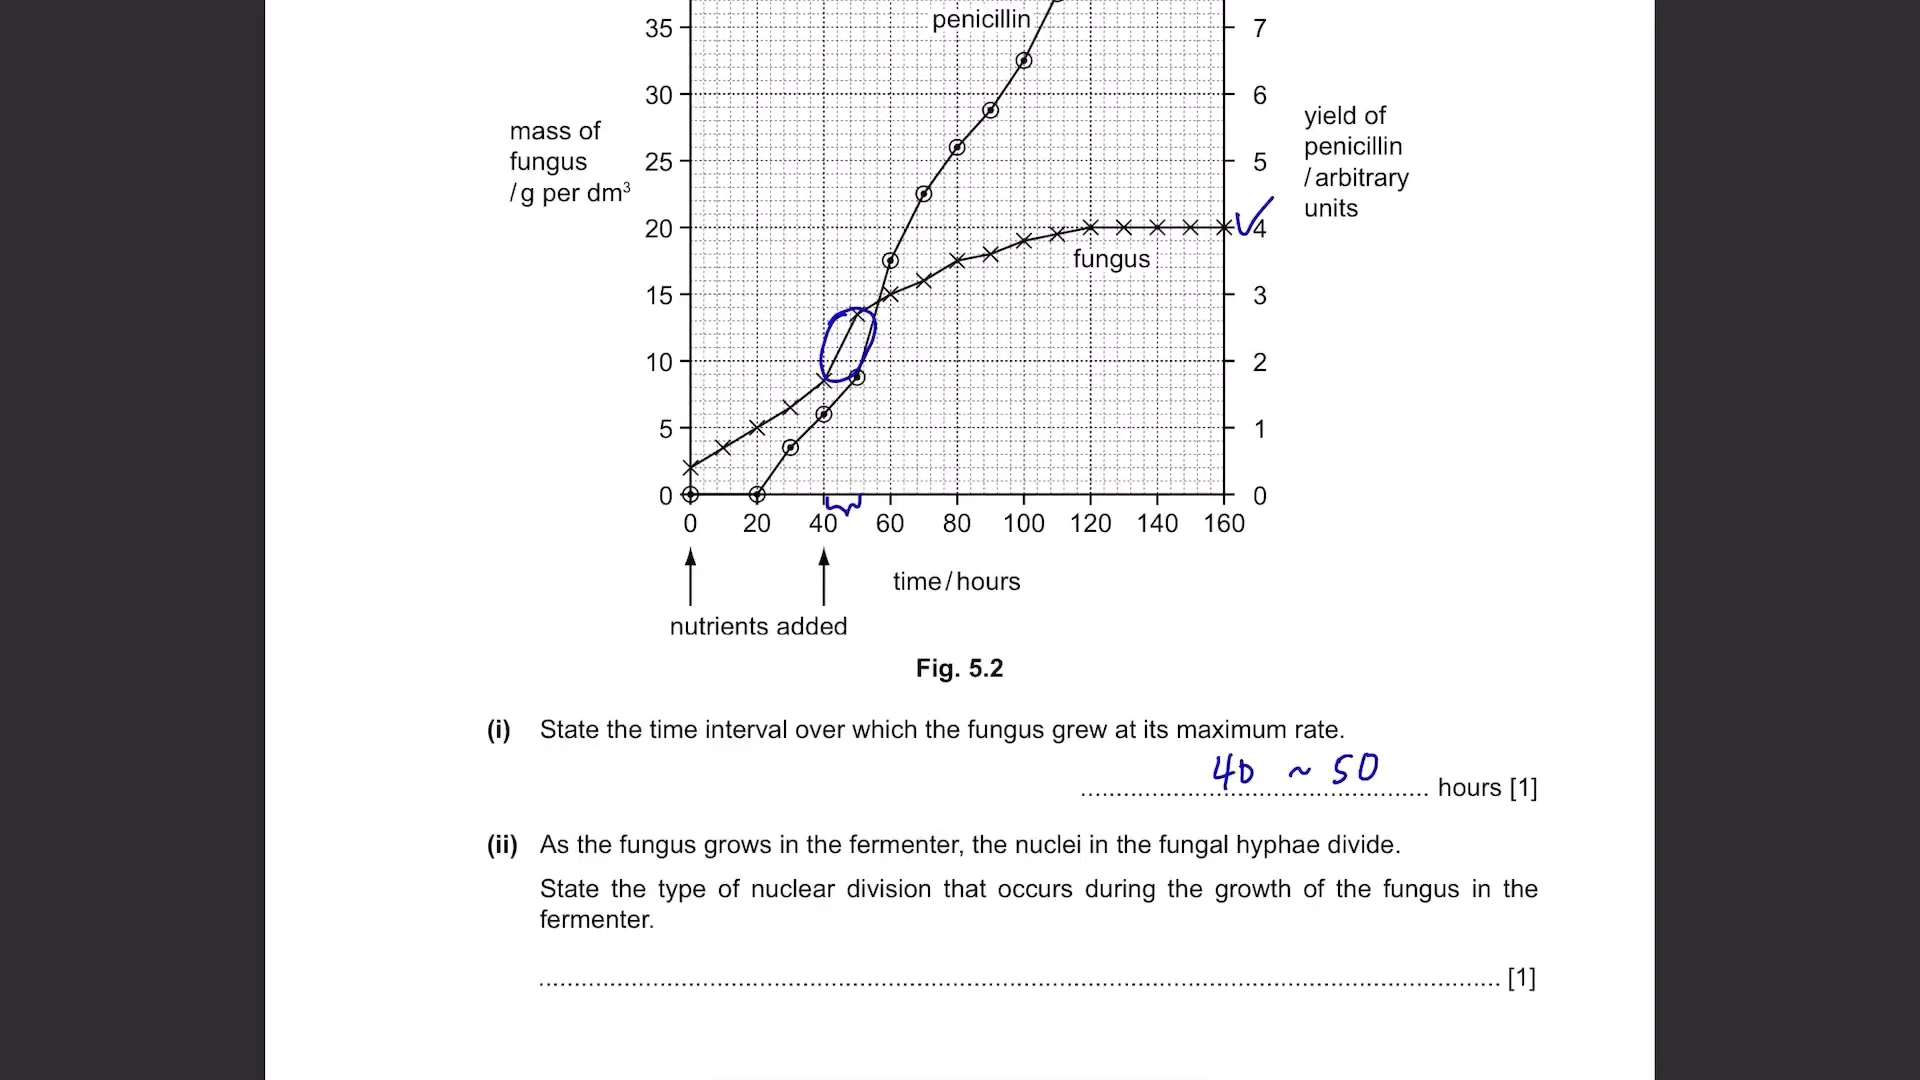 penicillin
35
7
30
6
mass of
fungus
/g per dm³
yield of
penicillin
/arbitrary
units
25
5
20
✓4
fungus
15
3
10
2
5
1
0
0
0 20 40 60 80 100 120 140 160
time/hours
nutrients added
Fig. 5.2
(i) State the time interval over which the fungus grew at its maximum rate.
40 ~ 50
.................................................. hours [1]
(ii) As the fungus grows in the fermenter, the nuclei in the fungal hyphae divide.
State the type of nuclear division that occurs during the growth of the fungus in the
fermenter.
.................................................................................................................................. [1]